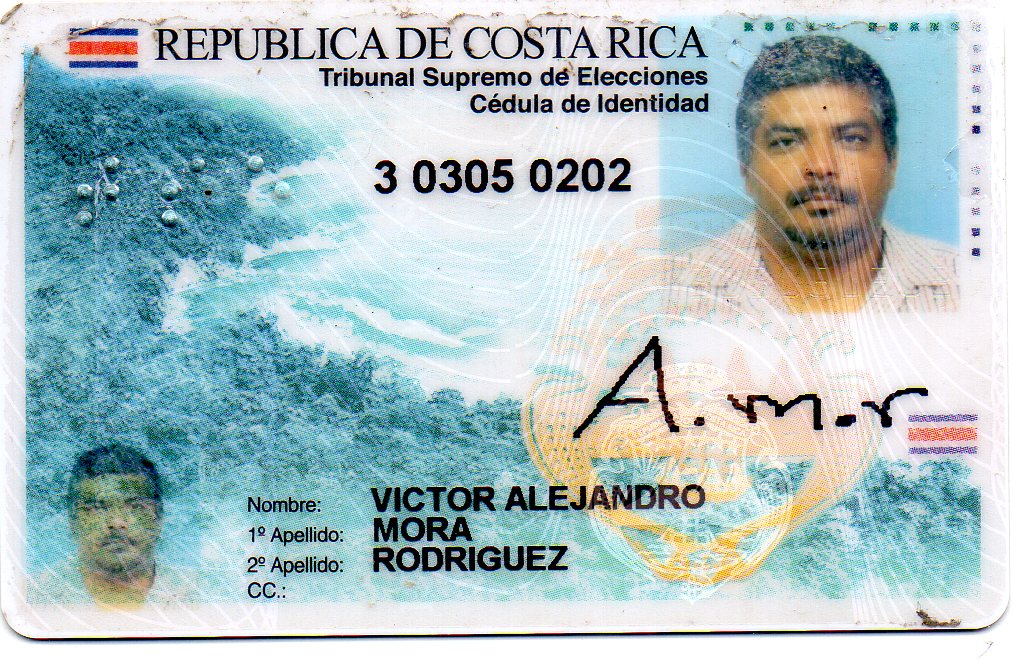 REPUBLICA DE COSTA RICA
Tribunal Supremo de Elecciones
Cédula de Identidad
3 0305 0202
A.m.r
Nombre: VICTOR ALEJANDRO
1º Apellido: MORA
2º Apellido: RODRIGUEZ
CC.: